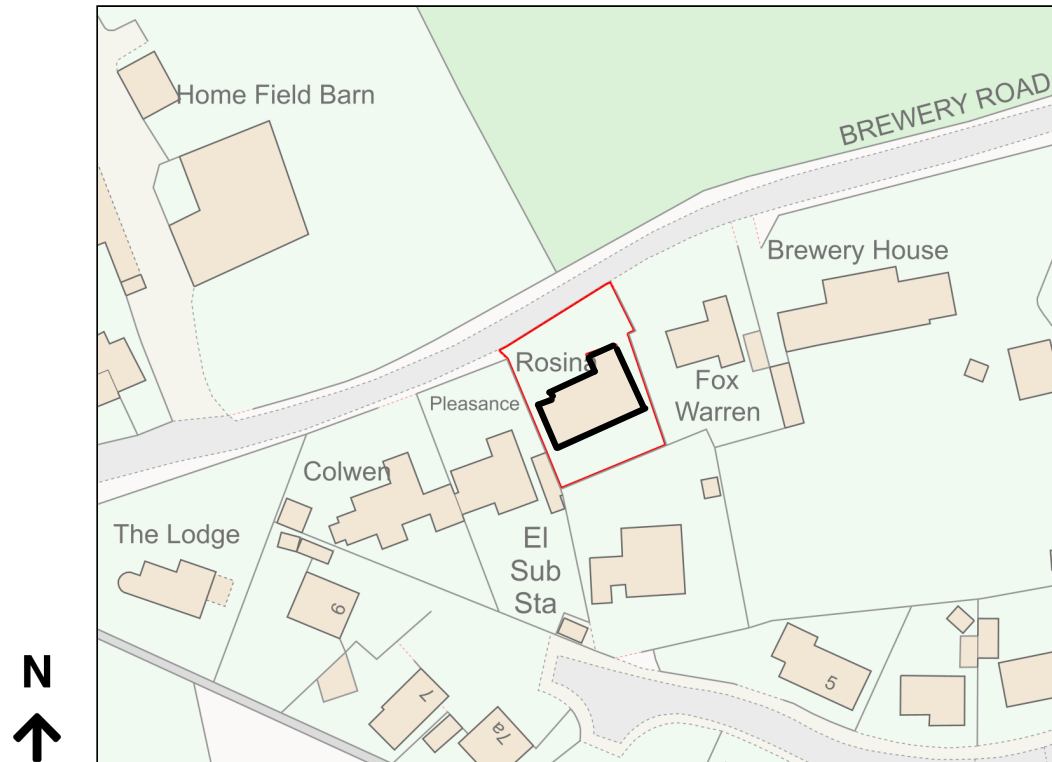 Home Field Barn
BREWERY ROAD
Brewery House
Rosina
Fox
Warren
Pleasance
Colwen
The Lodge
El
Sub
Sta
9
7
7a
5
N